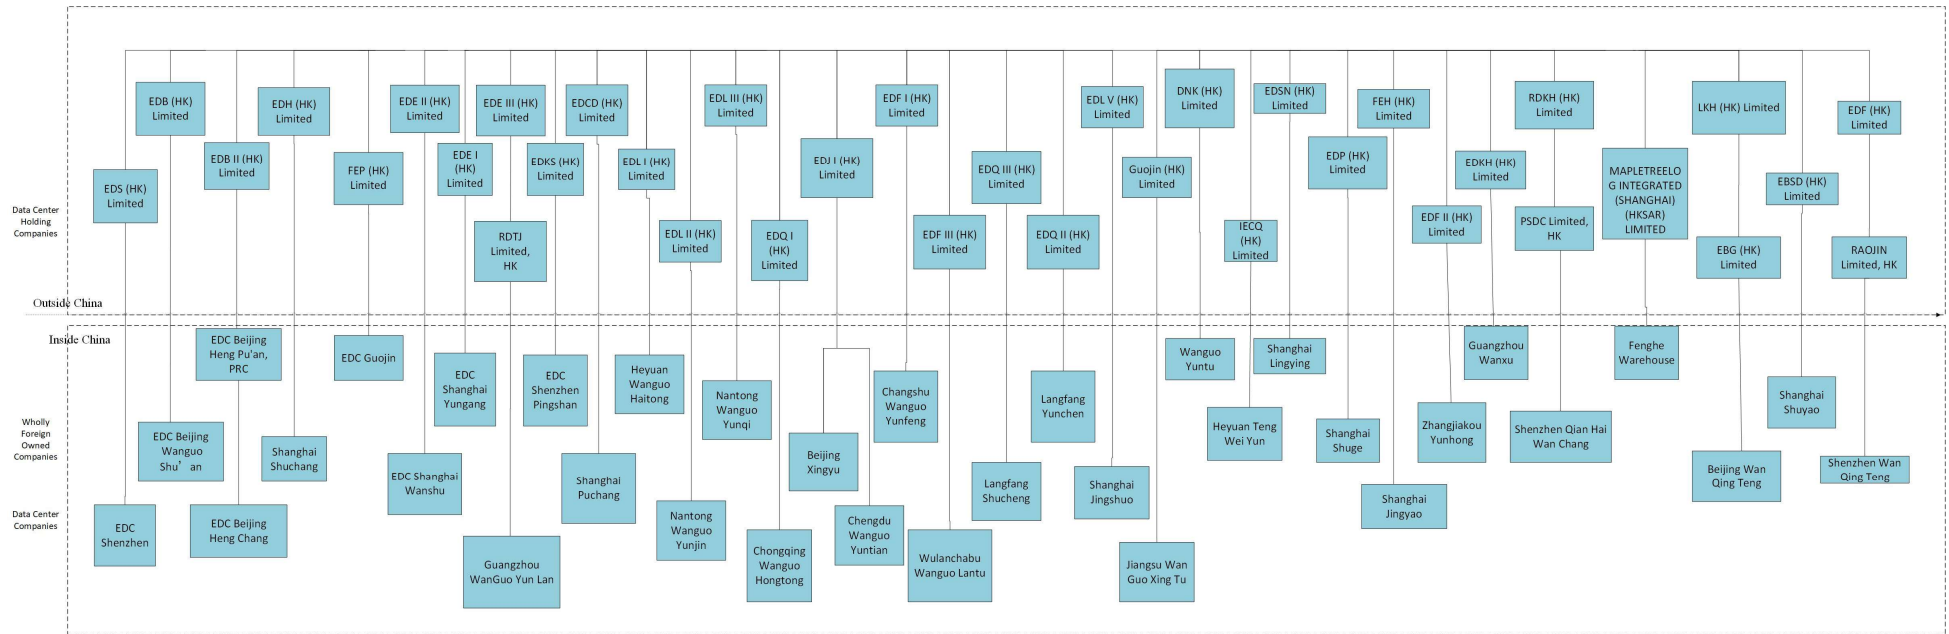 EDB (HK)
Limited
EDH (HK)
Limited
EDE II (HK)
Limited
EDE III (HK)
Limited
EDCD (HK)
Limited
EDL III (HK)
Limited
EDF I (HK)
Limited
EDL V (HK)
Limited
DNK (HK)
Limited
EDSN (HK)
Limited
FEH (HK)
Limited
RDKH (HK)
Limited
LKH (HK) Limited
EDF (HK)
Limited
EDS (HK)
Limited
EDB II (HK)
Limited
FEP (HK)
Limited
EDE I
(HK)
Limited
EDKS (HK)
Limited
EDL I (HK)
Limited
EDJ I (HK)
Limited
EDQ III (HK)
Limited
Guojin (HK)
Limited
EDP (HK)
Limited
EDKH (HK)
Limited
MAPLETREELO
G INTEGRATED
(SHANGHAI)
(HKSAR)
LIMITED
EBSD (HK)
Limited
Data Center
Holding
Companies
RDTJ
Limited,
HK
EDL II (HK)
Limited
EDQ I
(HK)
Limited
EDF III (HK)
Limited
EDQ II (HK)
Limited
IECQ
(HK)
Limited
EDF II (HK)
Limited
PSDC Limited,
HK
EBG (HK)
Limited
RAOJIN
Limited, HK
Outside China
Inside China
EDC Beijing
Heng Pu'an,
PRC
EDC Guojin
EDC
Shanghai
Yungang
EDC
Shenzhen
Pingshan
Heyuan
Wanguo
Haitong
Nantong
Wanguo
Yunqi
Changshu
Wanguo
Yunfeng
Langfang
Yunchen
Wanguo
Yuntu
Shanghai
Lingying
Guangzhou
Wanxu
Fenghe
Warehouse
Shanghai
Shuyao
Wholly
Foreign
Owned
Companies
EDC Beijing
Wanguo
Shu’ an
Shanghai
Shuchang
EDC Shanghai
Wanshu
Shanghai
Puchang
Beijing
Xingyu
Langfang
Shucheng
Shanghai
Jingshuo
Heyuan Teng
Wei Yun
Shanghai
Shuge
Zhangjiakou
Yunhong
Shenzhen Qian Hai
Wan Chang
Beijing Wan
Qing Teng
Shenzhen Wan
Qing Teng
Data Center
Companies
EDC
Shenzhen
EDC Beijing
Heng Chang
Guangzhou
WanGuo Yun Lan
Nantong
Wanguo
Yunjin
Chongqing
Wanguo
Hongtong
Chengdu
Wanguo
Yuntian
Wulanchabu
Wanguo Lantu
Jiangsu Wan
Guo Xing Tu
Shanghai
Jingyao